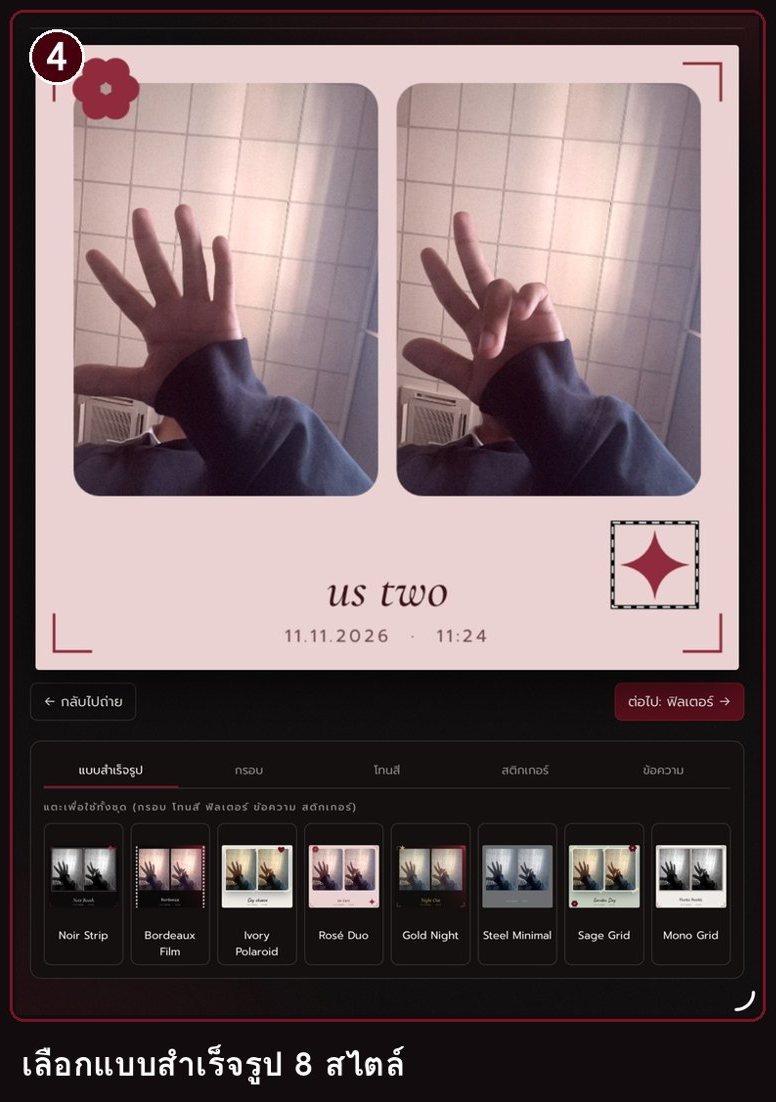 4
us two
11.11.2026 · 11:24
← กลับไปถ่าย
ต่อไป: ฟิลเตอร์ →
แบบสำเร็จรูป
กรอบ
โทนสี
สติกเกอร์
ข้อความ
แตะเพื่อใช้ทั้งชุด (กรอบ โทนสี ฟิลเตอร์ ข้อความ สติกเกอร์)
Noir Strip
Bordeaux
Film
Ivory
Polaroid
Rosé Duo
Gold Night
Steel Minimal
Sage Grid
Mono Grid
เลือกแบบสำเร็จรูป 8 สไตล์